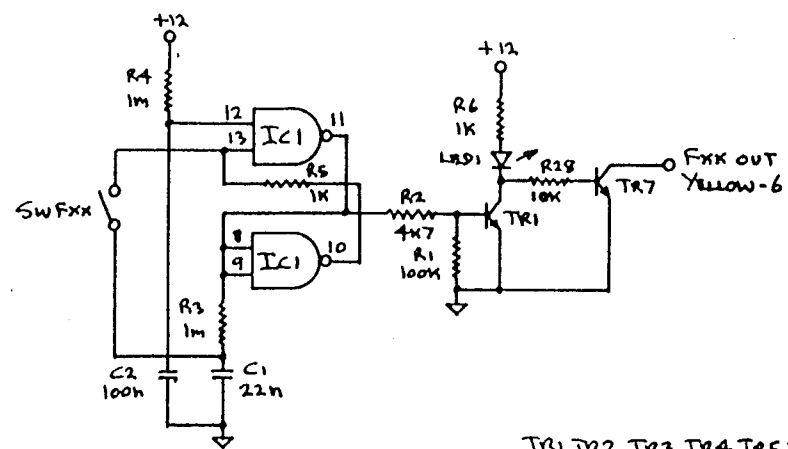 +12
R4
1m
12
13
IC1
11
R5
1K
SWFXX
8
9
IC1
10
R3
1m
C2
100n
C1
22n
R2
4K7
R1
100K
+12
R6
1K
LED1
R28
10K
TR1
TR7
FXX OUT
YELLOW-6